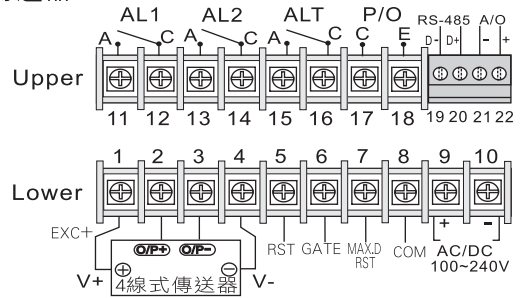 AL1 AL2 ALT P/O RS-485 A/O
A C A C A C C E D- D+ - +
Upper
11 12 13 14 15 16 17 18 19 20 21 22
1 2 3 4 5 6 7 8 9 10
Lower
EXC+ O/P+ O/P- RST GATE MAX.D RST COM + -
AC/DC
100~240V
V+ 4線式傳送器 V-